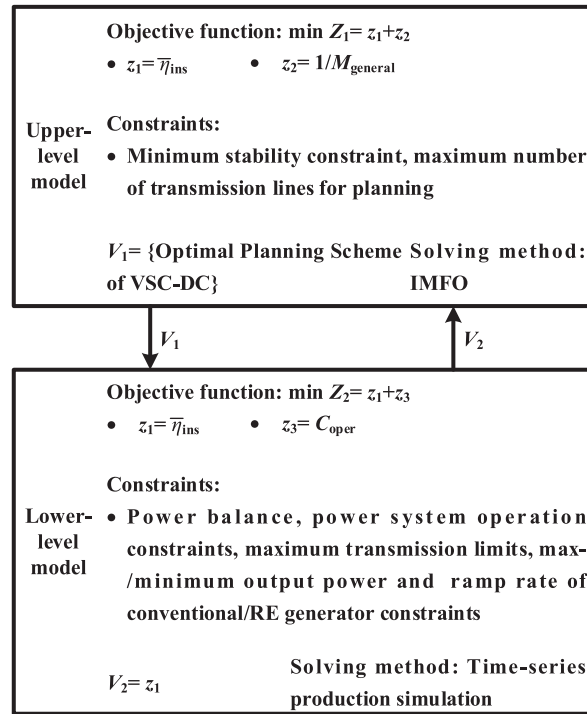 Objective function: min Z₁= z₁+z₂
• z₁= η̅ins • z₂= 1/Mgeneral
Upper-
level
model
Constraints:
• Minimum stability constraint, maximum number
of transmission lines for planning
V₁= {Optimal Planning Scheme
of VSC-DC}
Solving method:
IMFO
V₁
V₂
Objective function: min Z₂= z₁+z₃
• z₁= η̅ins • z₃= Coper
Lower-
level
model
Constraints:
• Power balance, power system operation
constraints, maximum transmission limits, max-
/minimum output power and ramp rate of
conventional/RE generator constraints
V₂= z₁
Solving method: Time-series
production simulation